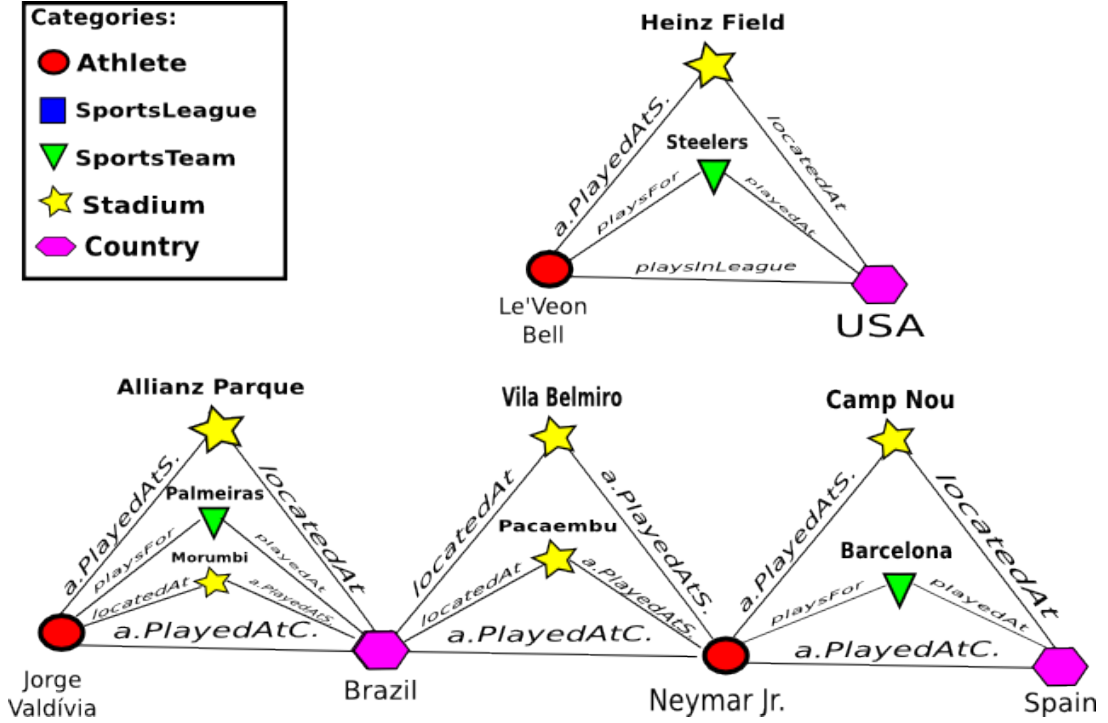 Categories:
Athlete
SportsLeague
SportsTeam
Stadium
Country
Heinz Field
a.PlayedAtS.
locatedAt
Steelers
playsFor
playedAt
playsInLeague
Le'Veon
Bell
USA
Allianz Parque
a.PlayedAtS.
locatedAt
Palmeiras
playsFor
playedAt
Morumbi
locatedAt
a.PlayedAtS.
a.PlayedAtC.
Jorge
Valdívia
Brazil
Vila Belmiro
locatedAt
a.PlayedAtS.
Pacaembu
locatedAt
a.PlayedAtS.
a.PlayedAtC.
Neymar Jr.
Camp Nou
a.PlayedAtS.
locatedAt
Barcelona
playsFor
playedAt
a.PlayedAtC.
Spain